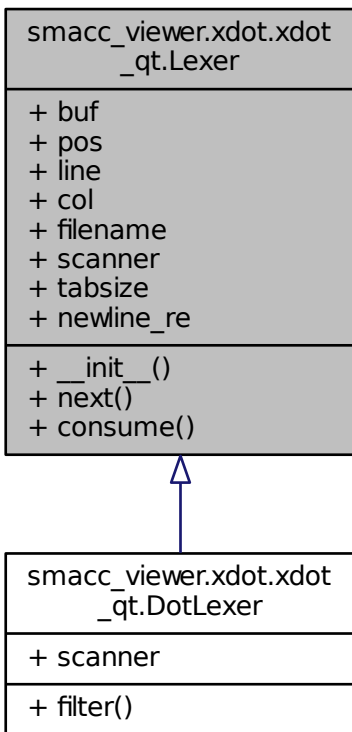 smacc_viewer.xdot.xdot
_qt.Lexer
+ buf
+ pos
+ line
+ col
+ filename
+ scanner
+ tabsize
+ newline_re
+ __init__()
+ next()
+ consume()
smacc_viewer.xdot.xdot
_qt.DotLexer
+ scanner
+ filter()